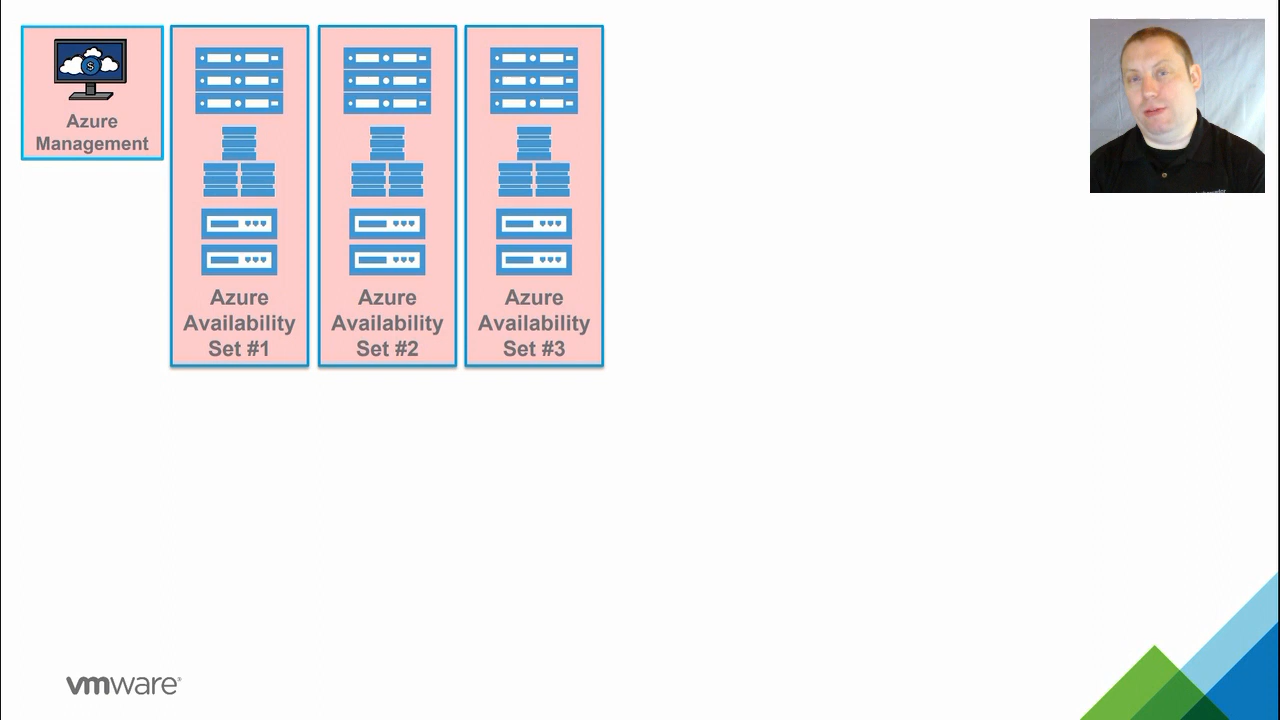 Azure
Management
Azure
Availability
Set #1
Azure
Availability
Set #2
Azure
Availability
Set #3
vmware®